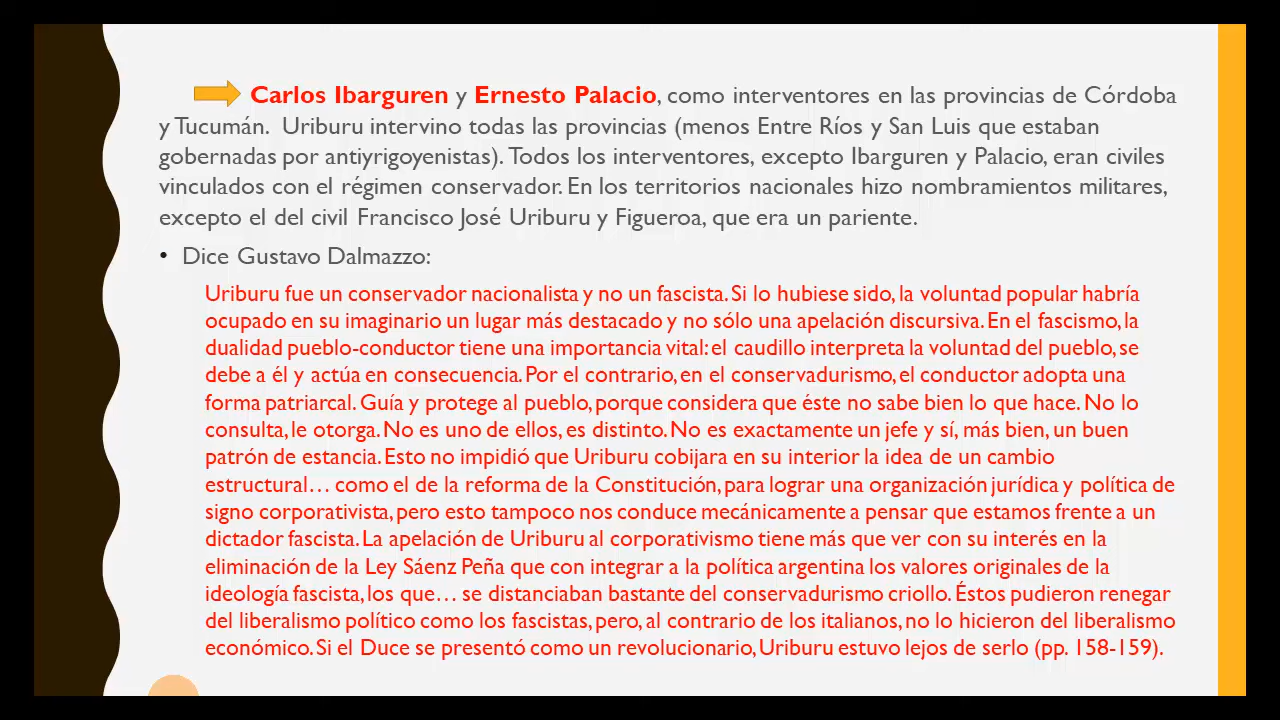 Carlos Ibarguren y Ernesto Palacio, como interventores en las provincias de Córdoba
y Tucumán. Uriburu intervino todas las provincias (menos Entre Ríos y San Luis que estaban
gobernadas por antiyrigoyenistas). Todos los interventores, excepto Ibarguren y Palacio, eran civiles
vinculados con el régimen conservador. En los territorios nacionales hizo nombramientos militares,
excepto el del civil Francisco José Uriburu y Figueroa, que era un pariente.
• Dice Gustavo Dalmazzo:
Uriburu fue un conservador nacionalista y no un fascista. Si lo hubiese sido, la voluntad popular habría
ocupado en su imaginario un lugar más destacado y no sólo una apelación discursiva. En el fascismo, la
dualidad pueblo-conductor tiene una importancia vital: el caudillo interpreta la voluntad del pueblo, se
debe a él y actúa en consecuencia. Por el contrario, en el conservadurismo, el conductor adopta una
forma patriarcal. Guía y protege al pueblo, porque considera que éste no sabe bien lo que hace. No lo
consulta, le otorga. No es uno de ellos, es distinto. No es exactamente un jefe y sí, más bien, un buen
patrón de estancia. Esto no impidió que Uriburu cobijara en su interior la idea de un cambio
estructural… como el de la reforma de la Constitución, para lograr una organización jurídica y política de
signo corporativista, pero esto tampoco nos conduce mecánicamente a pensar que estamos frente a un
dictador fascista. La apelación de Uriburu al corporativismo tiene más que ver con su interés en la
eliminación de la Ley Sáenz Peña que con integrar a la política argentina los valores originales de la
ideología fascista, los que… se distanciaban bastante del conservadurismo criollo. Éstos pudieron renegar
del liberalismo político como los fascistas, pero, al contrario de los italianos, no lo hicieron del liberalismo
económico. Si el Duce se presentó como un revolucionario, Uriburu estuvo lejos de serlo (pp. 158-159).